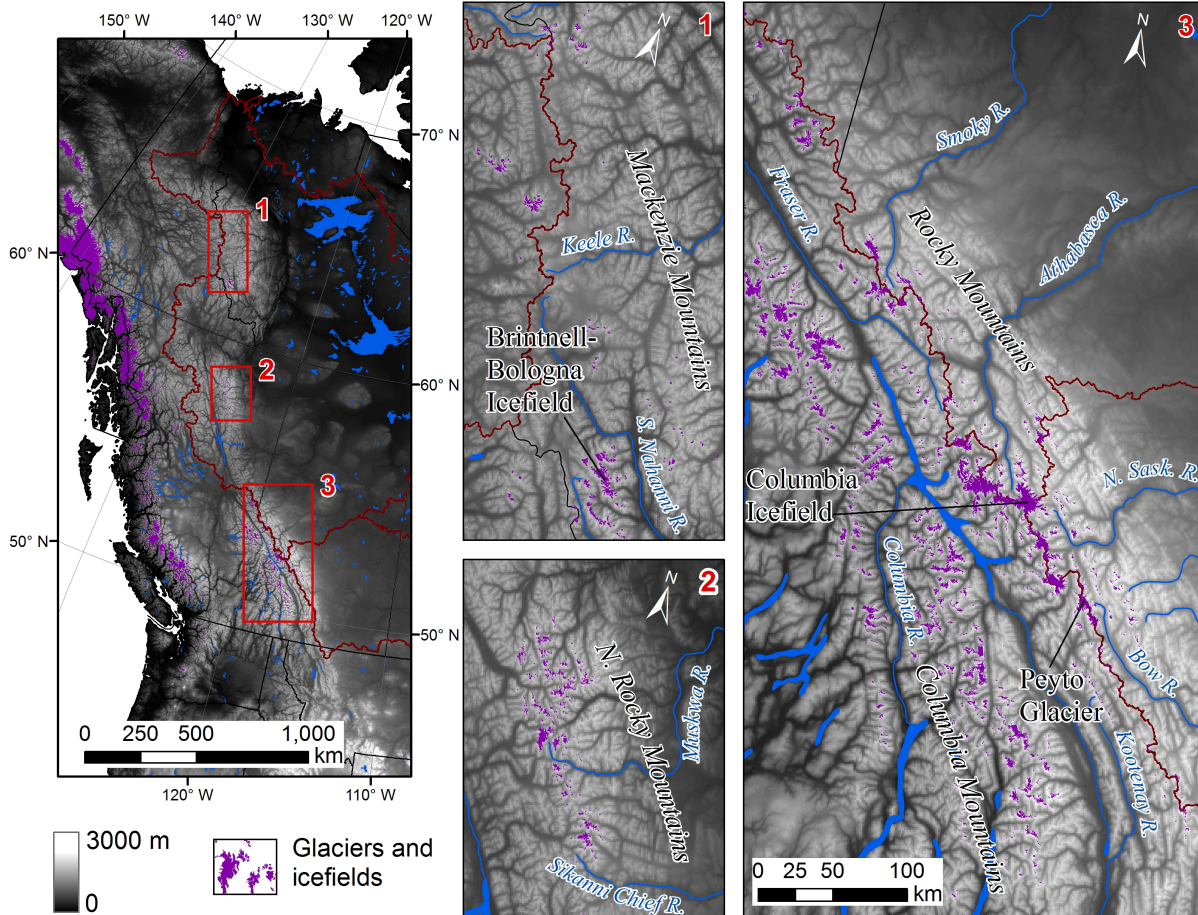 150° W
140° W
130° W
120° W
70° N
60° N
60° N
50° N
50° N
120° W
110° W
1
2
3
0 250 500 1,000
km
3000 m
0
Glaciers and
icefields
N
1
Mackenzie Mountains
Keele R.
Brintnell-
Bologna
Icefield
S. Nahanni R.
N
2
N. Rocky Mountains
Muskwa R.
Sikanni Chief R.
N
3
Smoky R.
Fraser R.
Athabasca R.
Rocky Mountains
N. Sask. R.
Columbia
Icefield
Columbia R.
Columbia Mountains
Peyto
Glacier
Bow R.
Kootenay R.
0 25 50 100
km